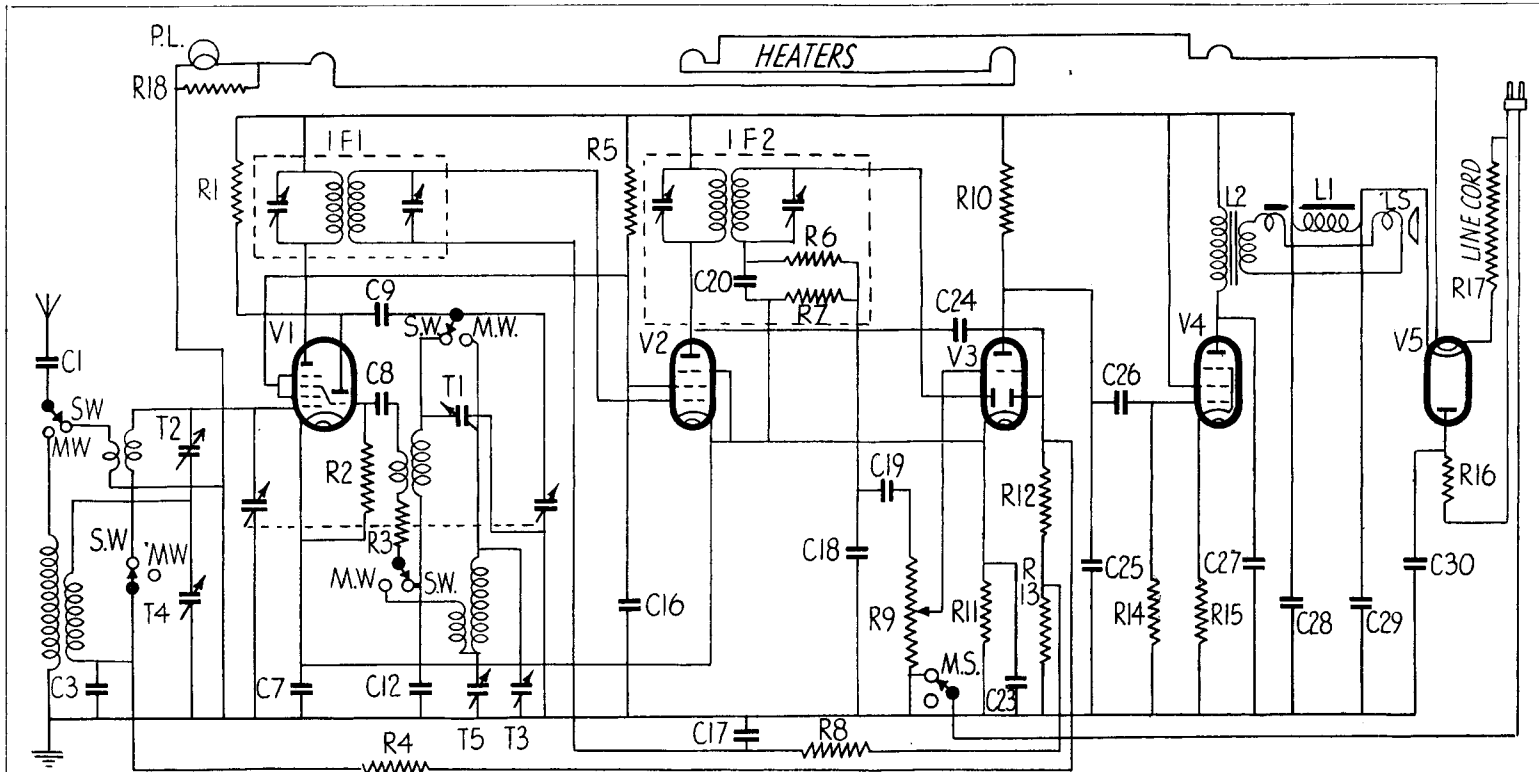 P.L.
HEATERS
R18
I F1
R5
I F2
R1
R10
L2
L1
LS
LINE CORD
R17
R6
C20
R7
C9
S.W.
M.W.
V1
V2
C24
V3
V4
V5
C1
SW
MW
T2
C8
T1
C26
R2
C19
R12
R16
S.W
MW
R3
C18
R
13
C25
C27
C30
T4
M.W
S.W.
C16
R9
R11
R14
R15
C28
C29
C3
C7
C12
M.S.
C23
T5
T3
C17
R8
R4